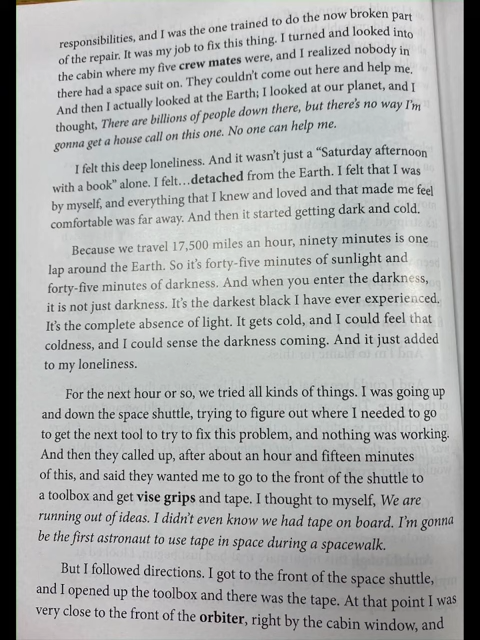 responsibilities, and I was the one trained to do the now broken part
of the repair. It was my job to fix this thing. I turned and looked into
the cabin where my five crew mates were, and I realized nobody in
there had a space suit on. They couldn't come out here and help me.
And then I actually looked at the Earth; I looked at our planet, and I
thought, There are billions of people down there, but there's no way I'm
gonna get a house call on this one. No one can help me.
I felt this deep loneliness. And it wasn't just a “Saturday afternoon
with a book” alone. I felt…detached from the Earth. I felt that I was
by myself, and everything that I knew and loved and that made me feel
comfortable was far away. And then it started getting dark and cold.
Because we travel 17,500 miles an hour, ninety minutes is one
lap around the Earth. So it's forty-five minutes of sunlight and
forty-five minutes of darkness. And when you enter the darkness,
it is not just darkness. It's the darkest black I have ever experienced.
It's the complete absence of light. It gets cold, and I could feel that
coldness, and I could sense the darkness coming. And it just added
to my loneliness.
For the next hour or so, we tried all kinds of things. I was going up
and down the space shuttle, trying to figure out where I needed to go
to get the next tool to try to fix this problem, and nothing was working.
And then they called up, after about an hour and fifteen minutes
of this, and said they wanted me to go to the front of the shuttle to
a toolbox and get vise grips and tape. I thought to myself, We are
running out of ideas. I didn't even know we had tape on board. I'm gonna
be the first astronaut to use tape in space during a spacewalk.
But I followed directions. I got to the front of the space shuttle,
and I opened up the toolbox and there was the tape. At that point I was
very close to the front of the orbiter, right by the cabin window, and